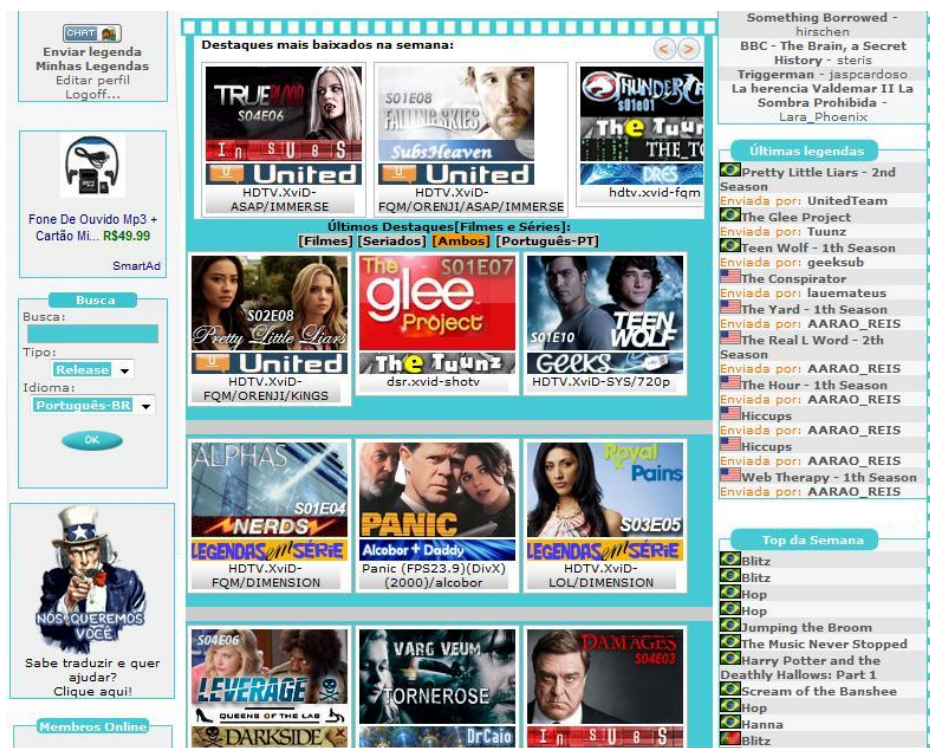 CHAT
Enviar legenda
Minhas Legendas
Editar perfil
Logoff...
Fone De Ouvido Mp3 +
Cartão Mi... R$49.99
SmartAd
Busca
Busca:
Tipo:
Release
Idioma:
Português-BR
OK
NÓS QUEREMOS
VOCÊ!
Sabe traduzir e quer
ajudar?
Clique aqui!
Membros Online
Destaques mais baixados na semana:
TRUE BLOOD
S04E06
InSUBS
United
HDTV.XviD-
ASAP/IMMERSE
S01E08
FALLING SKIES
SubsHeaven
United
HDTV.XviD-
FQM/ORENJI/ASAP/IMMERSE
THUNDER
S01e01
The Tuun
THE_T
DRES
hdtv.xvid-fqm
Últimos Destaques[Filmes e Séries]:
[Filmes] [Seriados] [Ambos] [Português-PT]
S02E08
Pretty Little Liars
United
HDTV.XviD-
FQM/ORENJI/KiNGS
The S01E07
glee
Project
The Tuunz
dsr.xvid-shotv
S01E10
TEEN
WOLF
GEEKS
HDTV.XviD-SYS/720p
ALPHAS
S01E04
NERDS
LEGENDAS em SÉRIE
HDTV.XviD-
FQM/DIMENSION
PANIC
Alcobor + Daddy
Panic (FPS23.9)(DivX)
(2000)/alcobor
Royal
Pains
S03E05
LEGENDAS em SÉRIE
HDTV.XviD-
LOL/DIMENSION
S04E06
LEVERAGE
QUEENS OF THE LAB
DARKSIDE
VARG VEUM
TORNEROSE
DrCaio
DAMAGES
S04E03
InSUBS
Something Borrowed -
hirschen
BBC - The Brain, a Secret
History - steris
Triggerman - jaspcardoso
La herencia Valdemar II La
Sombra Prohibida -
Lara_Phoenix
Últimas legendas
Pretty Little Liars - 2nd
Season
Enviada por: UnitedTeam
The Glee Project
Enviada por: Tuunz
Teen Wolf - 1th Season
Enviada por: geeksub
The Conspirator
Enviada por: lauemateus
The Yard - 1th Season
Enviada por: AARAO_REIS
The Real L Word - 2th
Season
Enviada por: AARAO_REIS
The Hour - 1th Season
Enviada por: AARAO_REIS
Hiccups
Enviada por: AARAO_REIS
Hiccups
Enviada por: AARAO_REIS
Web Therapy - 1th Season
Enviada por: AARAO_REIS
Top da Semana
Blitz
Blitz
Hop
Hop
Jumping the Broom
The Music Never Stopped
Harry Potter and the
Deathly Hallows: Part 1
Scream of the Banshee
Hop
Hanna
Blitz